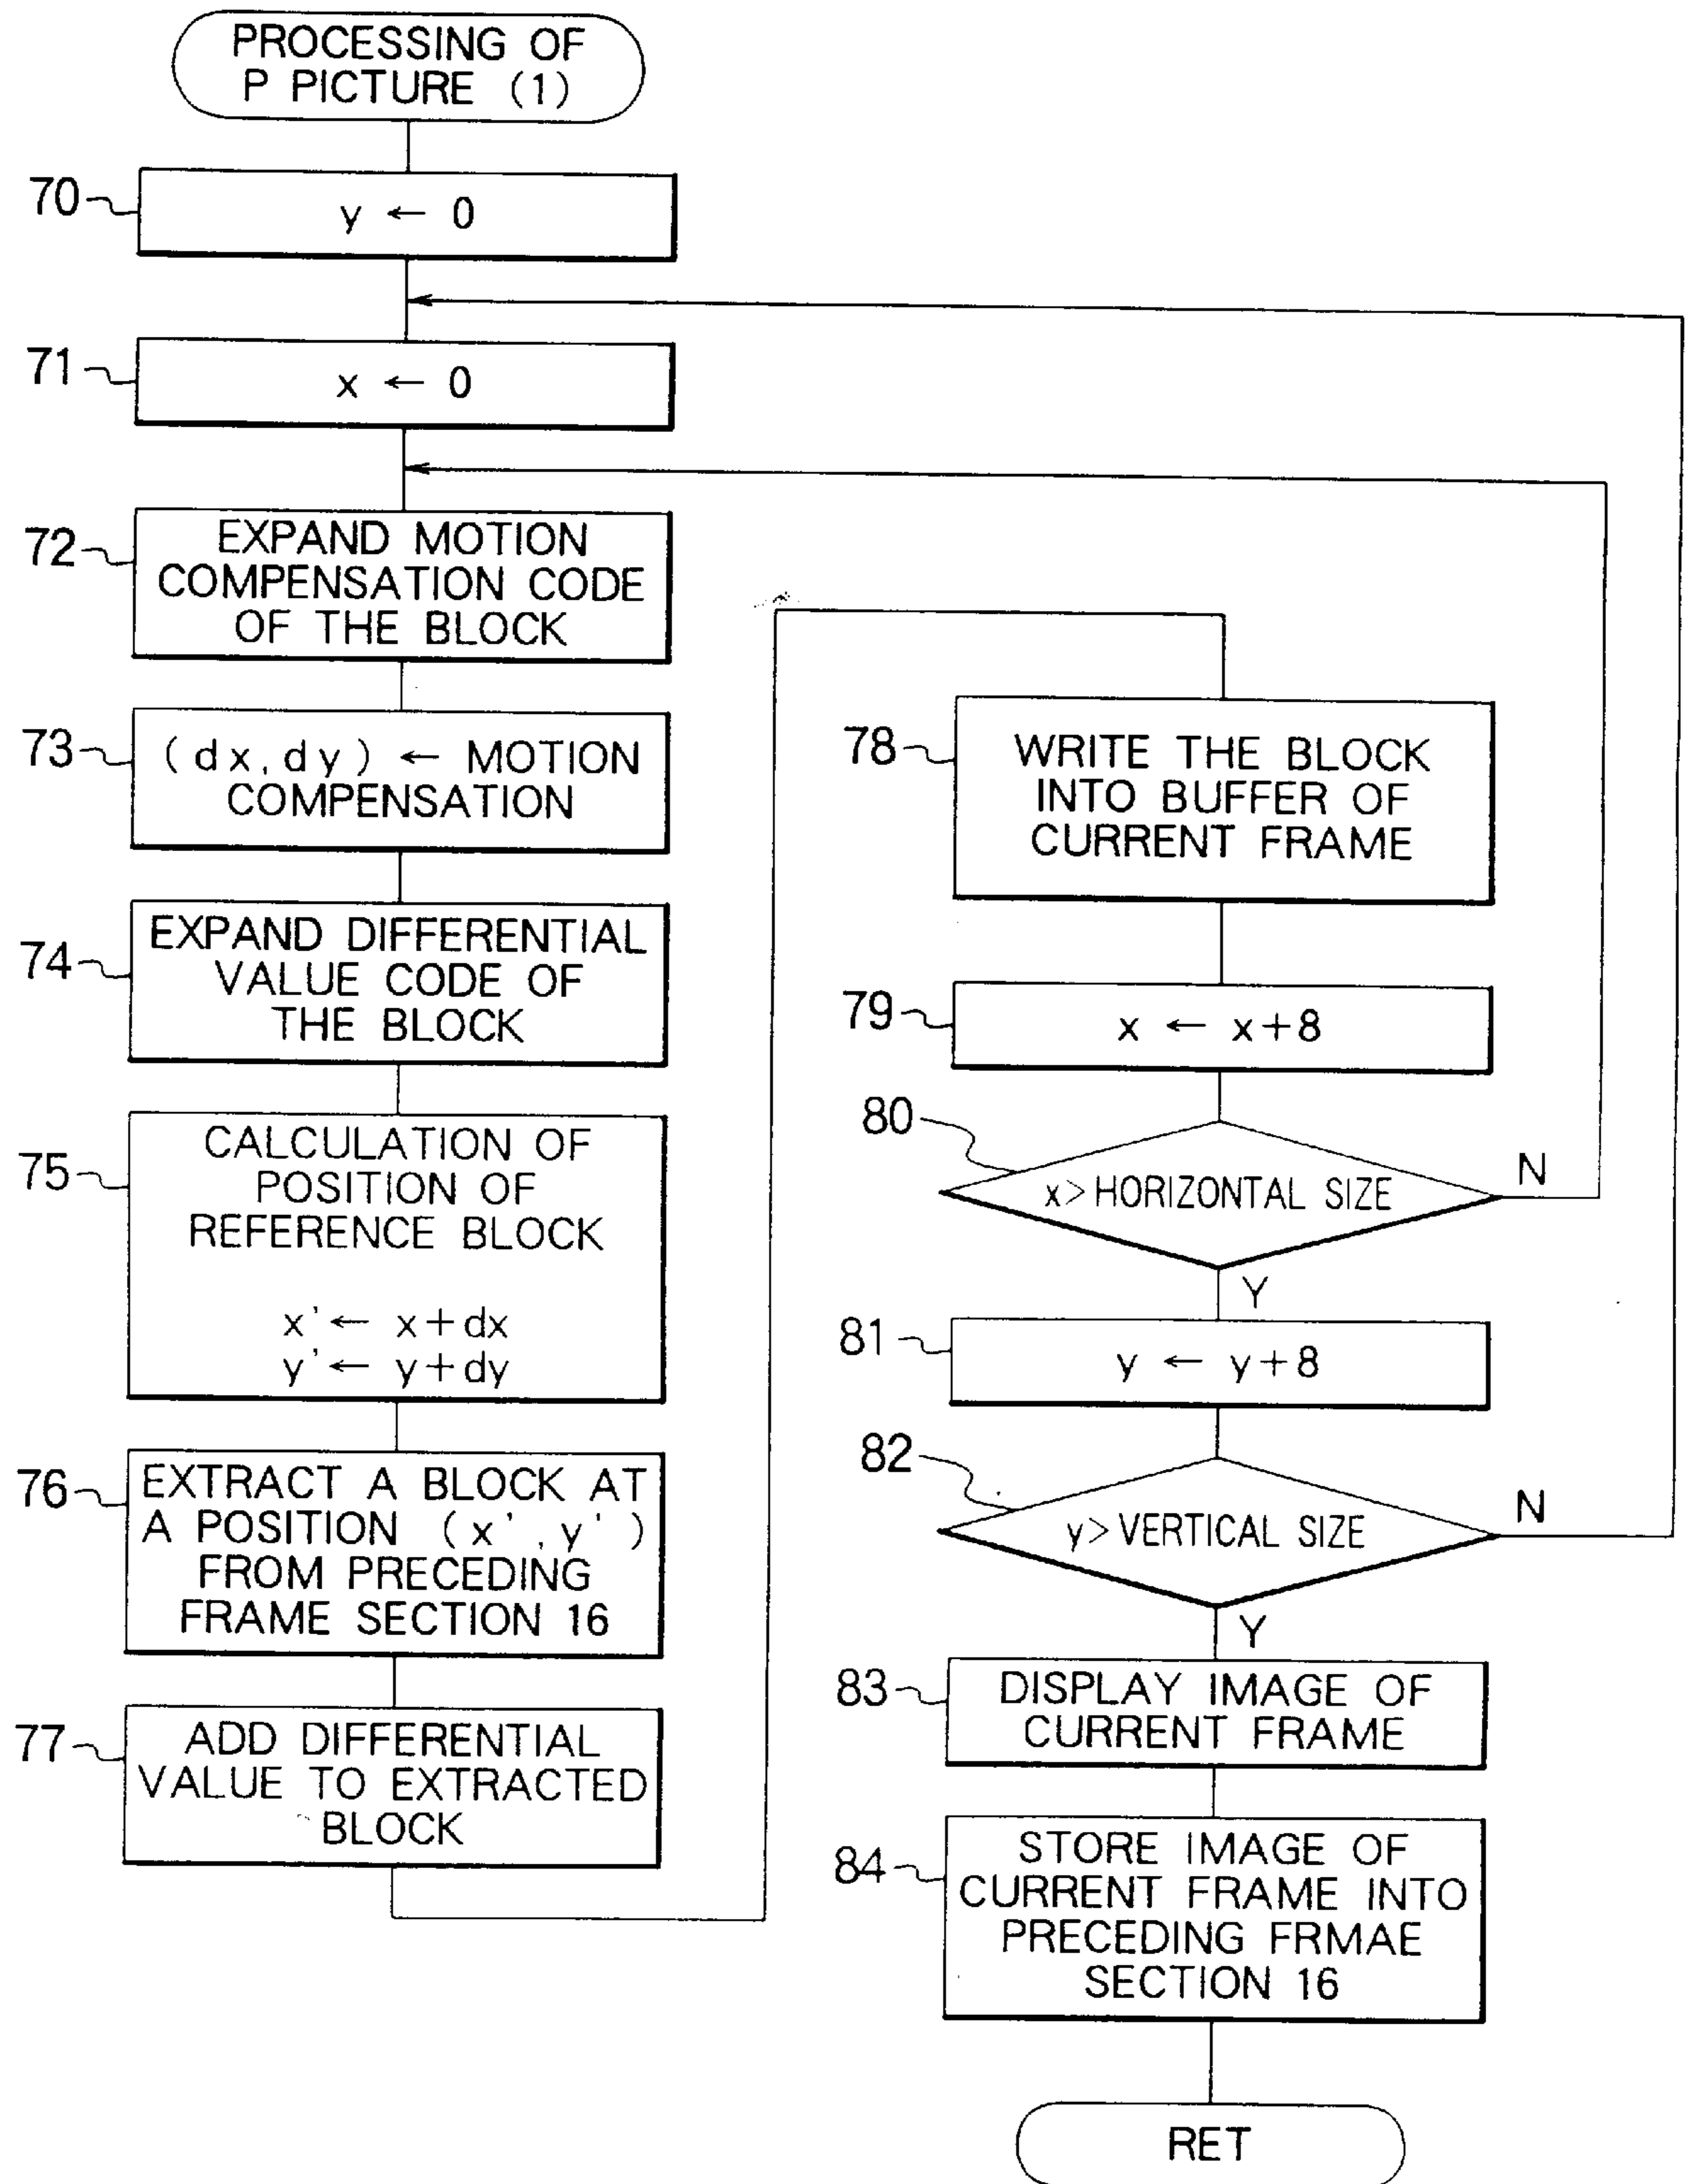 PROCESSING OF
P PICTURE (1)
70
y ← 0
71
x ← 0
72
EXPAND MOTION
COMPENSATION CODE
OF THE BLOCK
73
(dx,dy) ← MOTION
COMPENSATION
74
EXPAND DIFFERENTIAL
VALUE CODE OF
THE BLOCK
75
CALCULATION OF
POSITION OF
REFERENCE BLOCK
x' ← x+dx
y' ← y+dy
76
EXTRACT A BLOCK AT
A POSITION (x',y')
FROM PRECEDING
FRAME SECTION 16
77
ADD DIFFERENTIAL
VALUE TO EXTRACTED
BLOCK
78
WRITE THE BLOCK
INTO BUFFER OF
CURRENT FRAME
79
x ← x+8
80
x>HORIZONTAL SIZE
N
Y
81
y ← y+8
82
y>VERTICAL SIZE
N
Y
83
DISPLAY IMAGE OF
CURRENT FRAME
84
STORE IMAGE OF
CURRENT FRAME INTO
PRECEDING FRMAE
SECTION 16
RET